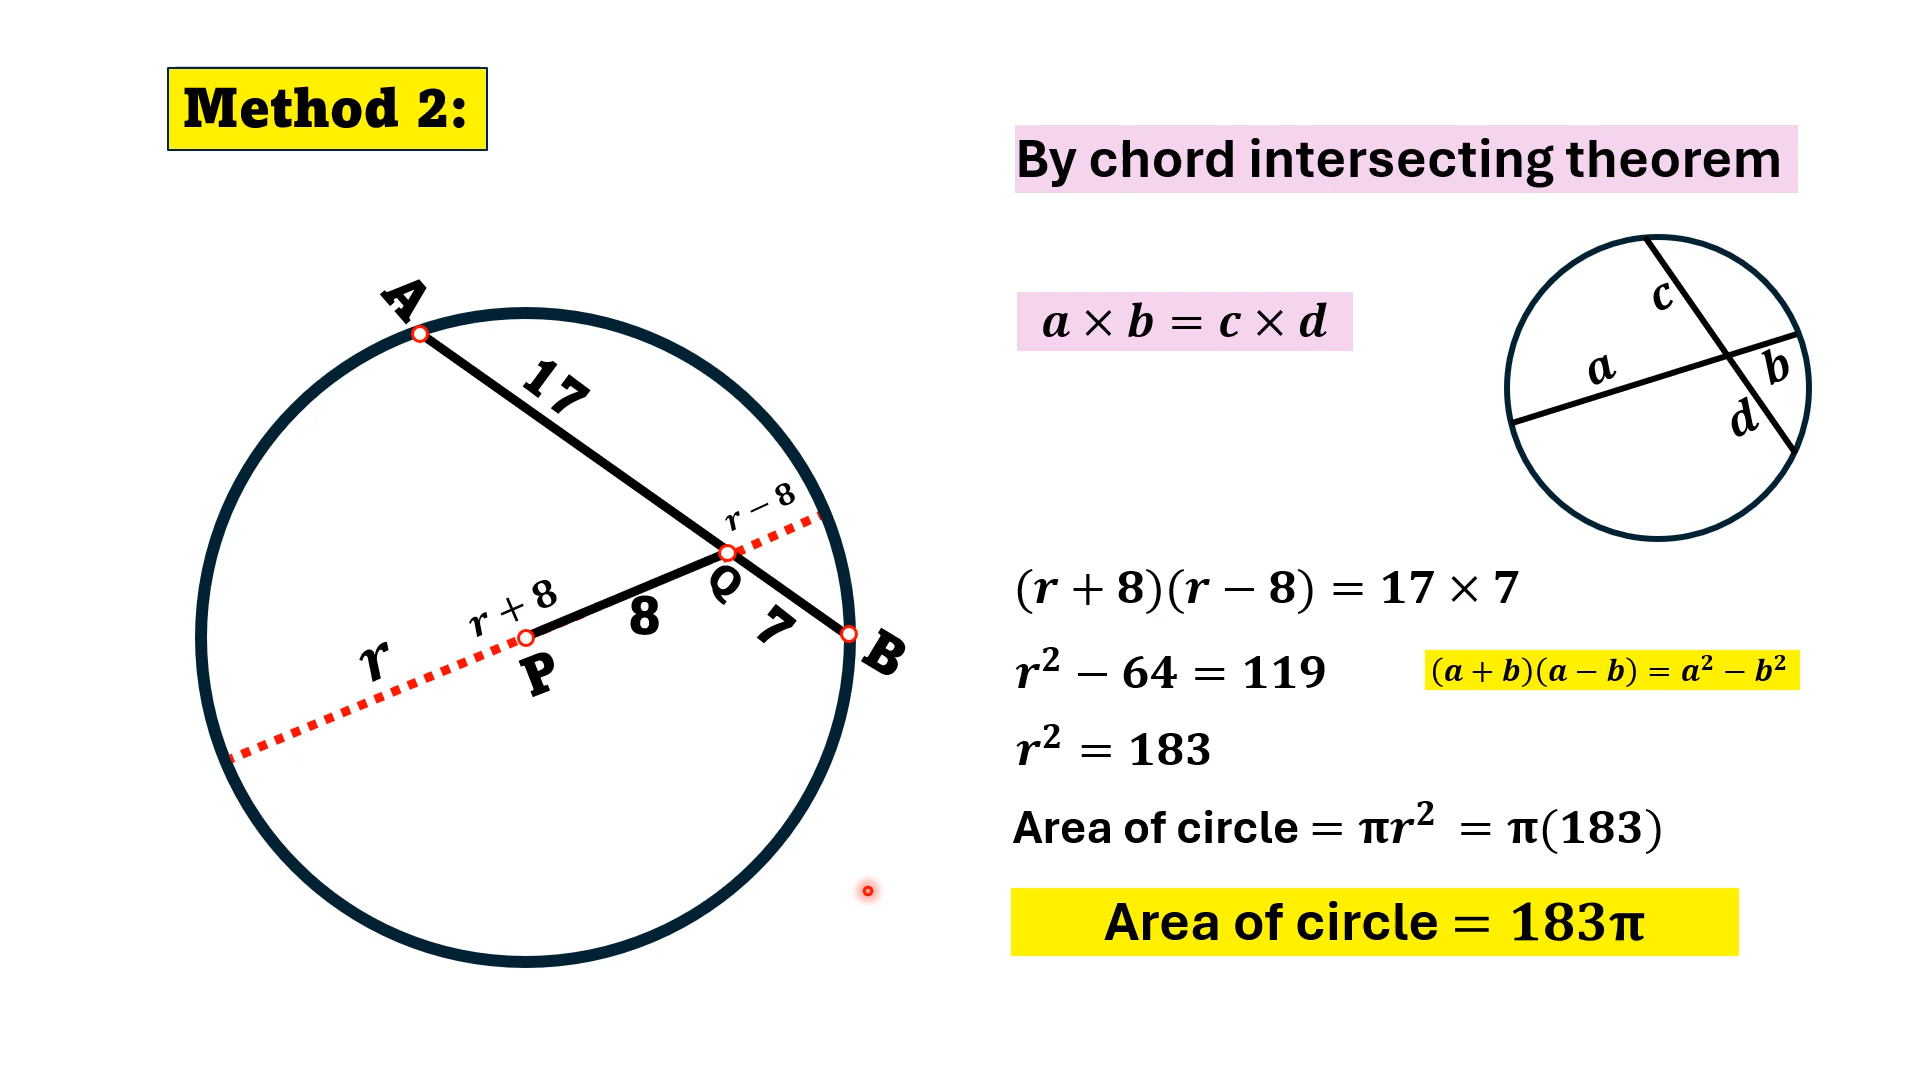 Method 2:
By chord intersecting theorem
a × b = c × d
c
a
b
d
A
17
r − 8
Q
r + 8
8
7
r
P
B
(r + 8)(r − 8) = 17 × 7
r² − 64 = 119
(a + b)(a − b) = a² − b²
r² = 183
Area of circle = πr² = π(183)
Area of circle = 183π